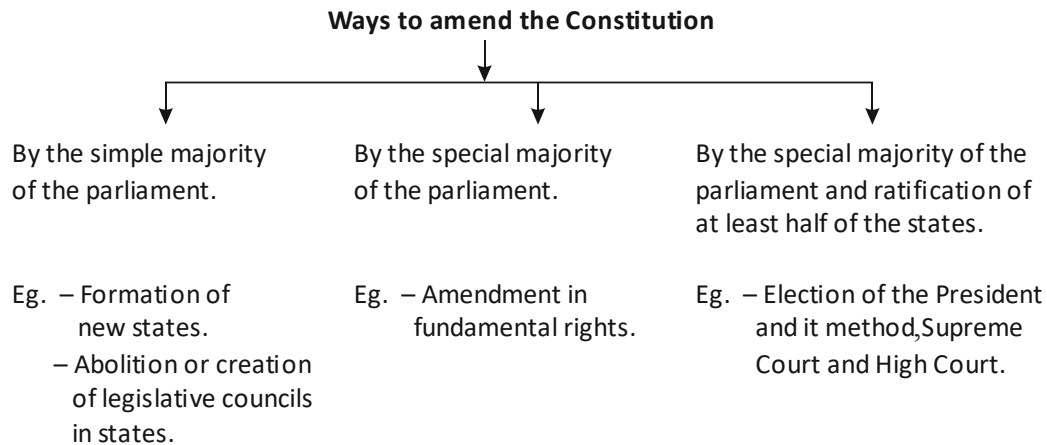 Ways to amend the Constitution
By the simple majority
of the parliament.
Eg. – Formation of
new states.
– Abolition or creation
of legislative councils
in states.
By the special majority
of the parliament.
Eg. – Amendment in
fundamental rights.
By the special majority of the
parliament and ratification of
at least half of the states.
Eg. – Election of the President
and it method,Supreme
Court and High Court.